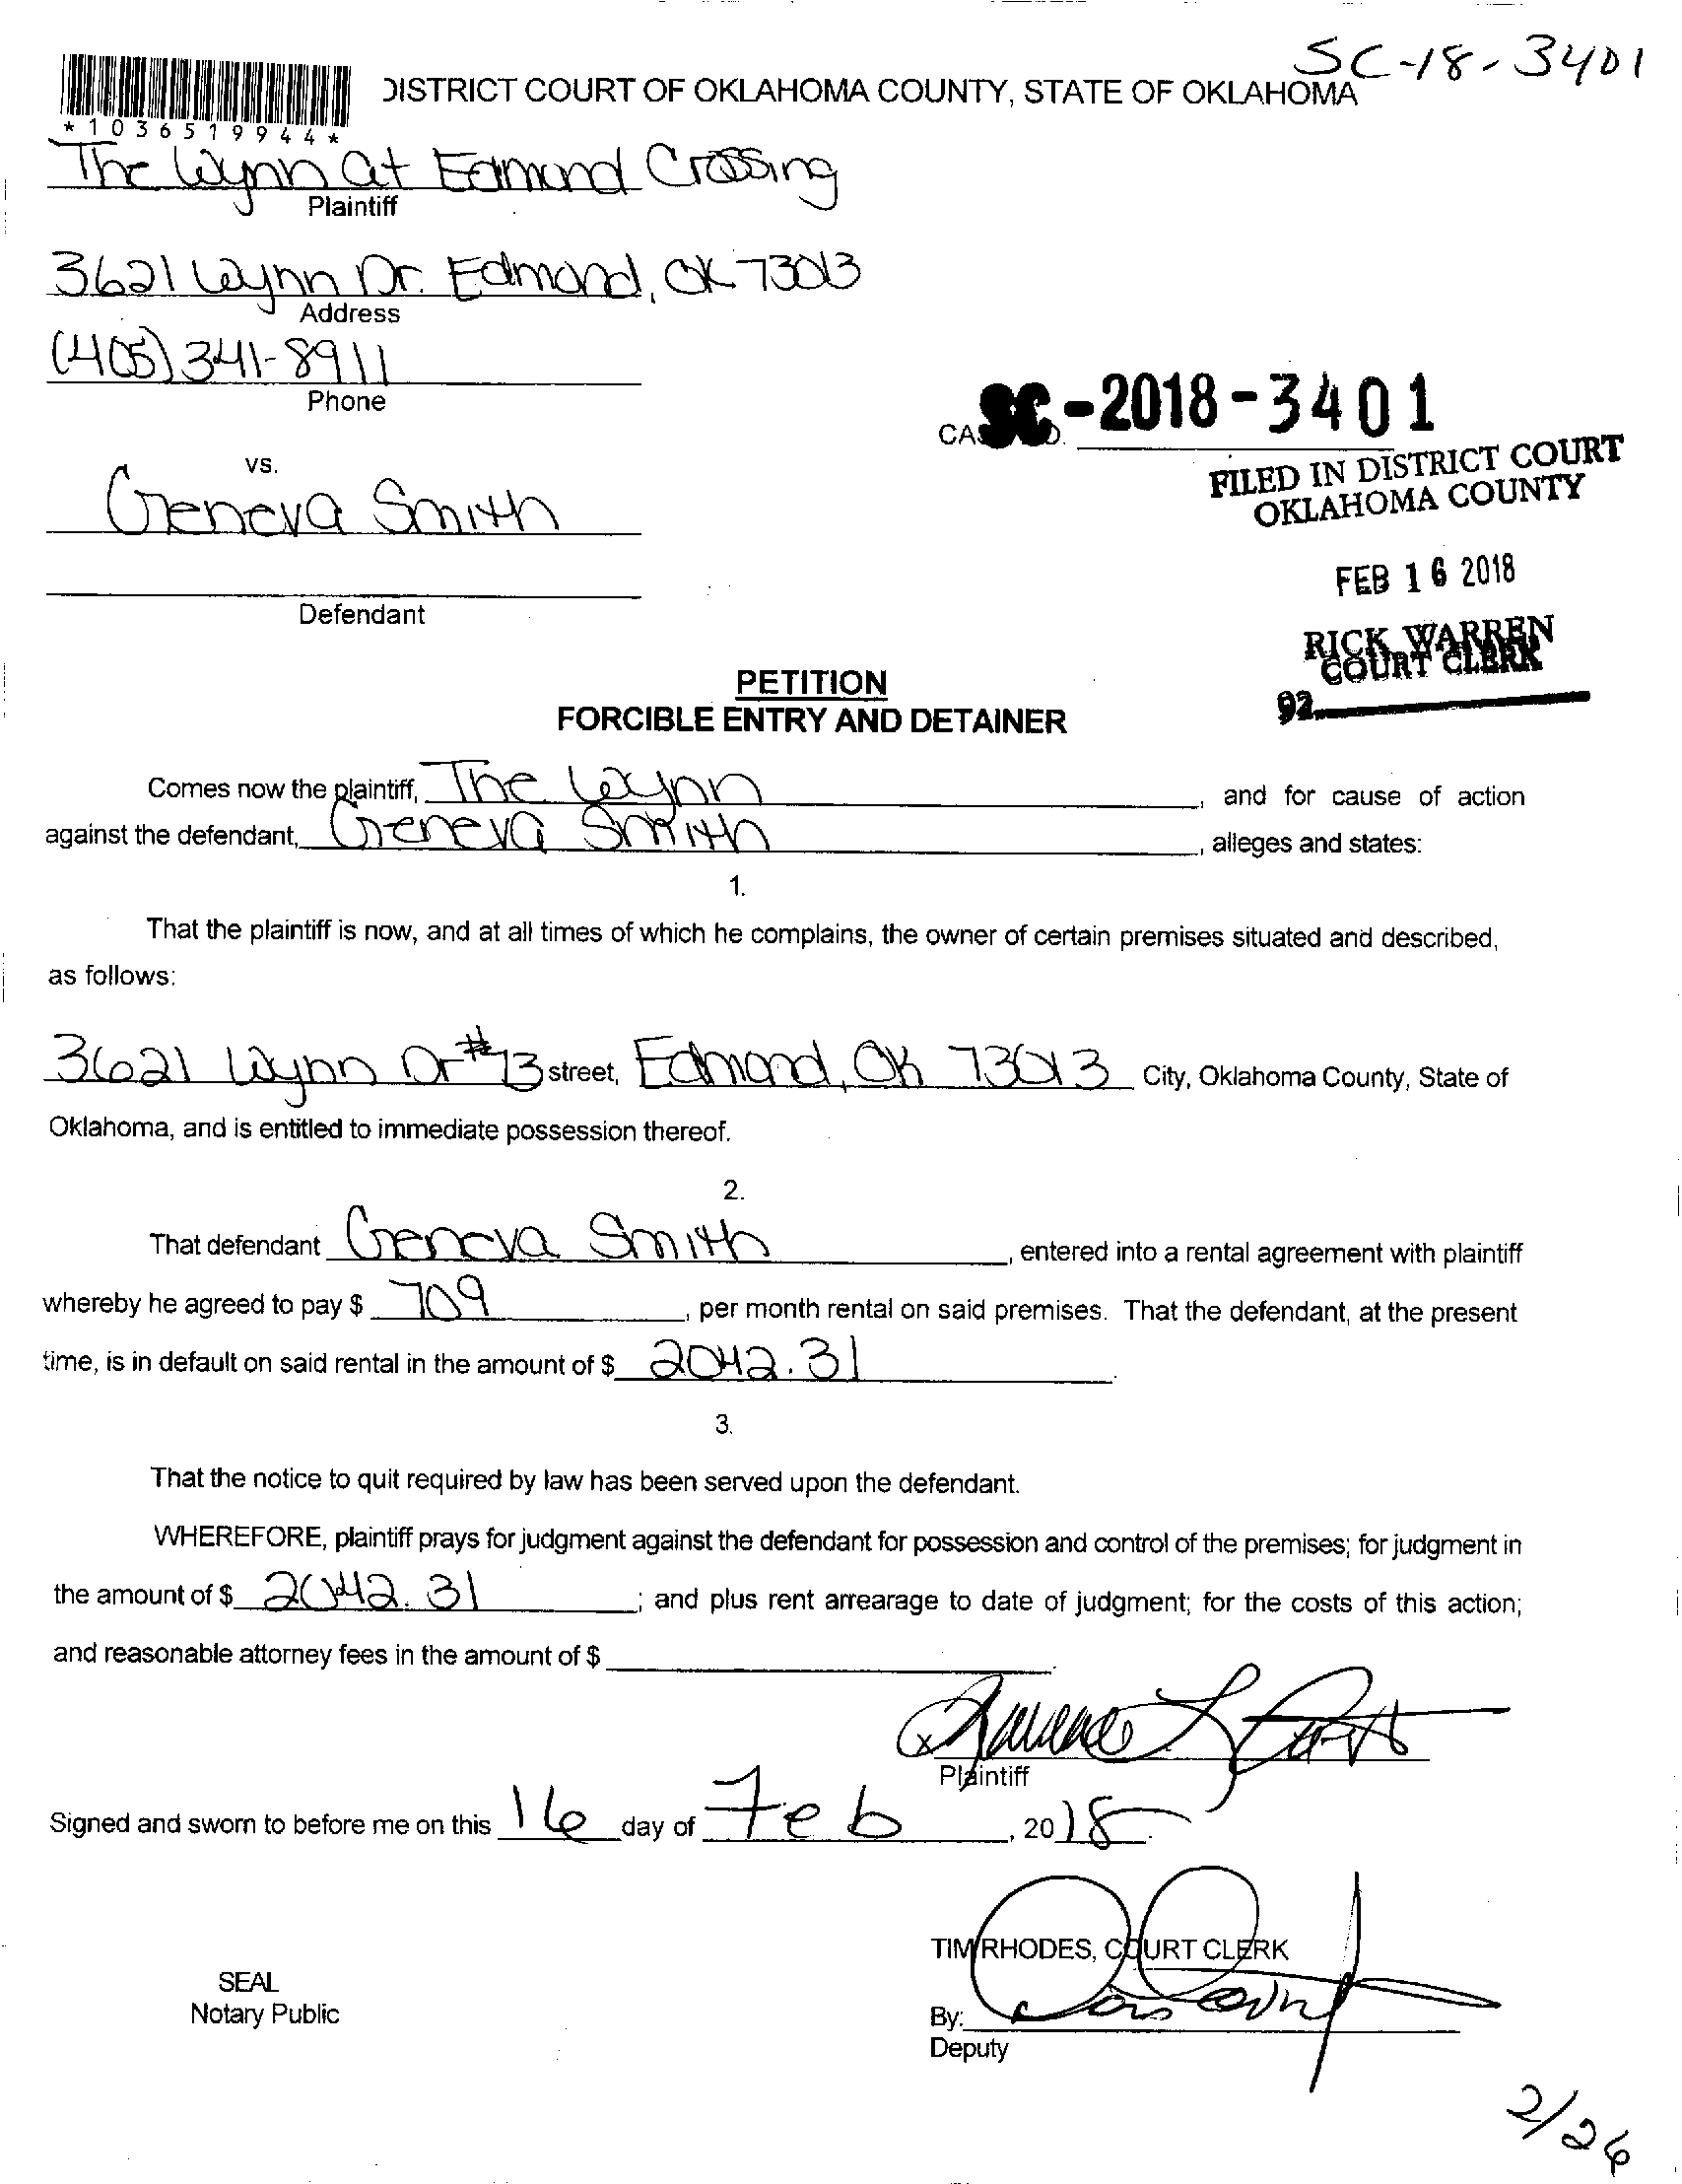 SC-18-3401
DISTRICT COURT OF OKLAHOMA COUNTY, STATE OF OKLAHOMA
*1036519944*
The Wynn at Edmond Crossing
Plaintiff
3621 Wynn Dr. Edmond, OK 73013
Address
(405) 341-8911
Phone
SC-2018-3401
FILED IN DISTRICT COURT
OKLAHOMA COUNTY
vs.
Geneva Smith
FEB 16 2018
Defendant
RICK WARREN
COURT CLERK
92
PETITION
FORCIBLE ENTRY AND DETAINER
Comes now the plaintiff, The Wynn, and for cause of action
against the defendant, Geneva Smith, alleges and states:
1.
That the plaintiff is now, and at all times of which he complains, the owner of certain premises situated and described,
as follows:
3621 Wynn Dr #73 street, Edmond, Ok 73013 City, Oklahoma County, State of
Oklahoma, and is entitled to immediate possession thereof.
2.
That defendant Geneva Smith, entered into a rental agreement with plaintiff
whereby he agreed to pay $ 709, per month rental on said premises. That the defendant, at the present
time, is in default on said rental in the amount of $ 2042.31.
3.
That the notice to quit required by law has been served upon the defendant.
WHEREFORE, plaintiff prays for judgment against the defendant for possession and control of the premises; for judgment in
the amount of $ 2042.31; and plus rent arrearage to date of judgment; for the costs of this action;
and reasonable attorney fees in the amount of $
x
Plaintiff
Signed and sworn to before me on this 16 day of Feb, 2018.
TIM RHODES, COURT CLERK
SEAL
Notary Public
By:
Deputy
2/26